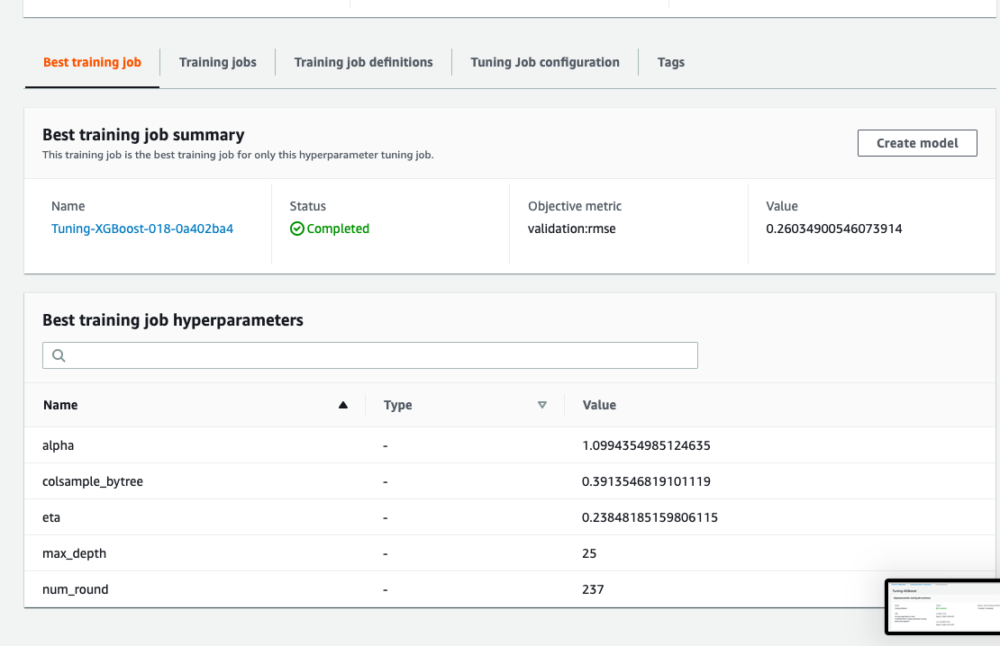 Best training job
Training jobs
Training job definitions
Tuning Job configuration
Tags
Best training job summary
This training job is the best training job for only this hyperparameter tuning job.
Create model
Name
Tuning-XGBoost-018-0a402ba4
Status
Completed
Objective metric
validation:rmse
Value
0.26034900546073914
Best training job hyperparameters
Name Type Value
alpha - 1.0994354985124635
colsample_bytree - 0.3913546819101119
eta - 0.23848185159806115
max_depth - 25
num_round - 237